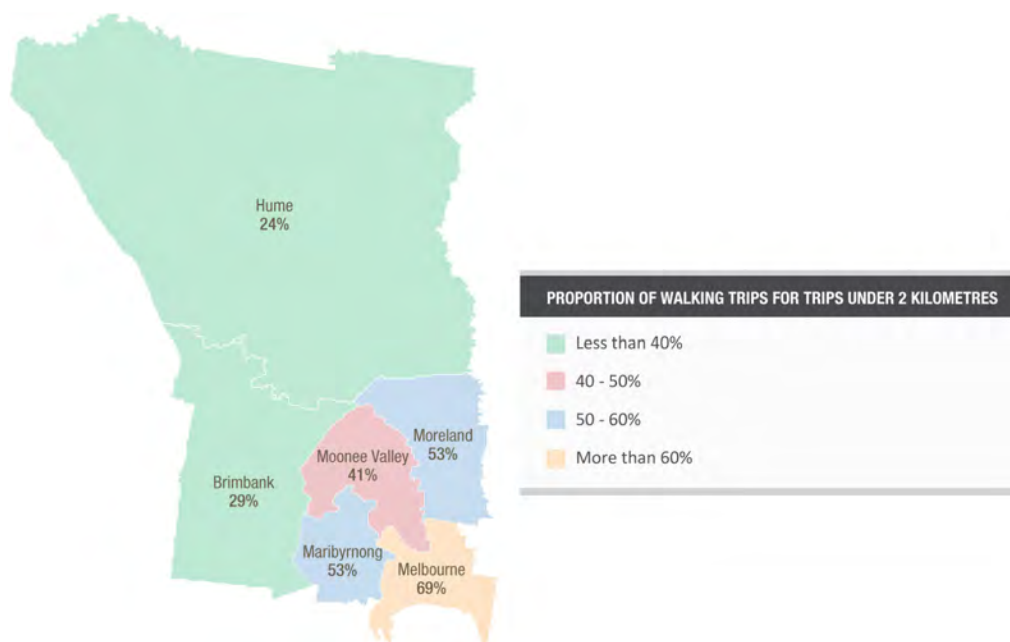 Hume
24%
Brimbank
29%
Moonee Valley
41%
Moreland
53%
Maribyrnong
53%
Melbourne
69%
PROPORTION OF WALKING TRIPS FOR TRIPS UNDER 2 KILOMETRES
Less than 40%
40 - 50%
50 - 60%
More than 60%